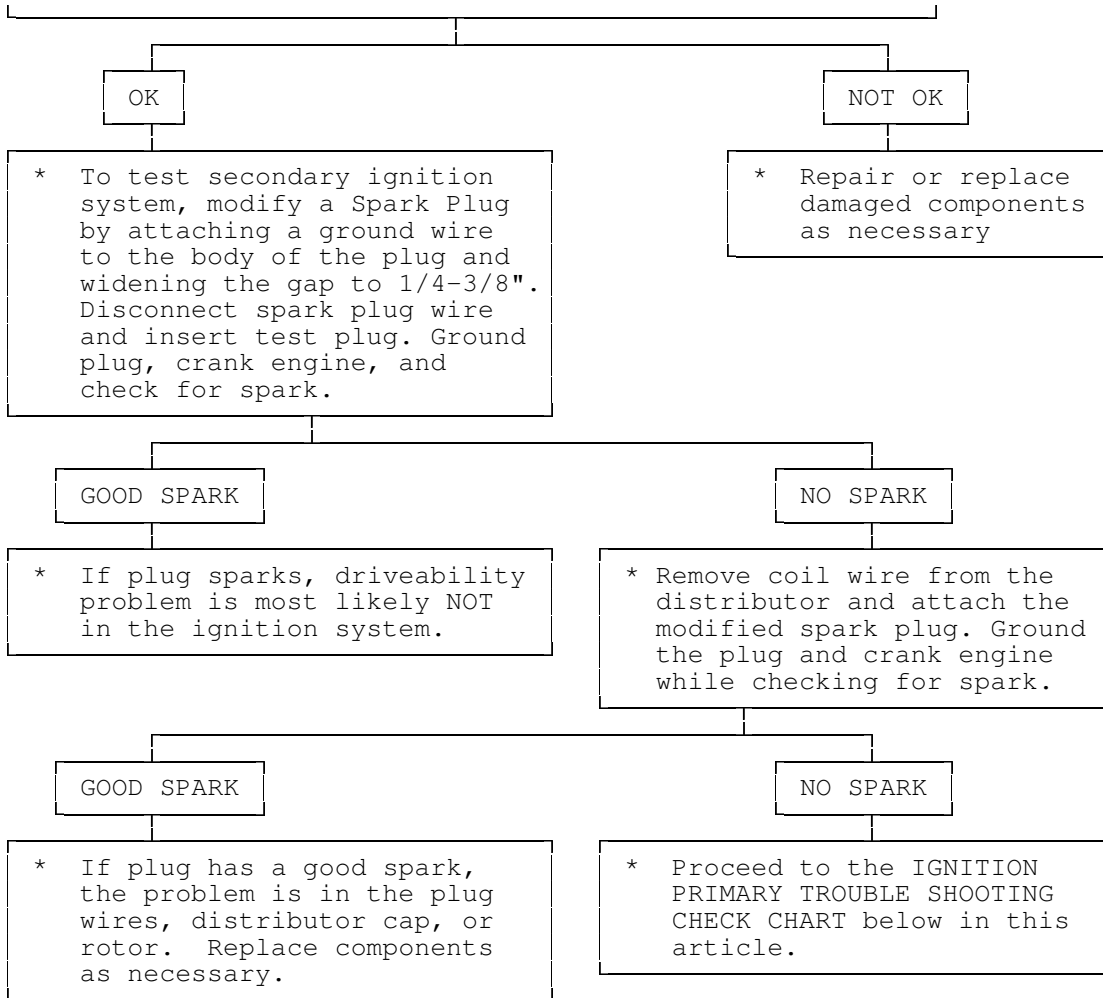 OK
NOT OK
* To test secondary ignition
system, modify a Spark Plug
by attaching a ground wire
to the body of the plug and
widening the gap to 1/4-3/8".
Disconnect spark plug wire
and insert test plug. Ground
plug, crank engine, and
check for spark.
* Repair or replace
damaged components
as necessary
GOOD SPARK
NO SPARK
* If plug sparks, driveability
problem is most likely NOT
in the ignition system.
* Remove coil wire from the
distributor and attach the
modified spark plug. Ground
the plug and crank engine
while checking for spark.
GOOD SPARK
NO SPARK
* If plug has a good spark,
the problem is in the plug
wires, distributor cap, or
rotor. Replace components
as necessary.
* Proceed to the IGNITION
PRIMARY TROUBLE SHOOTING
CHECK CHART below in this
article.